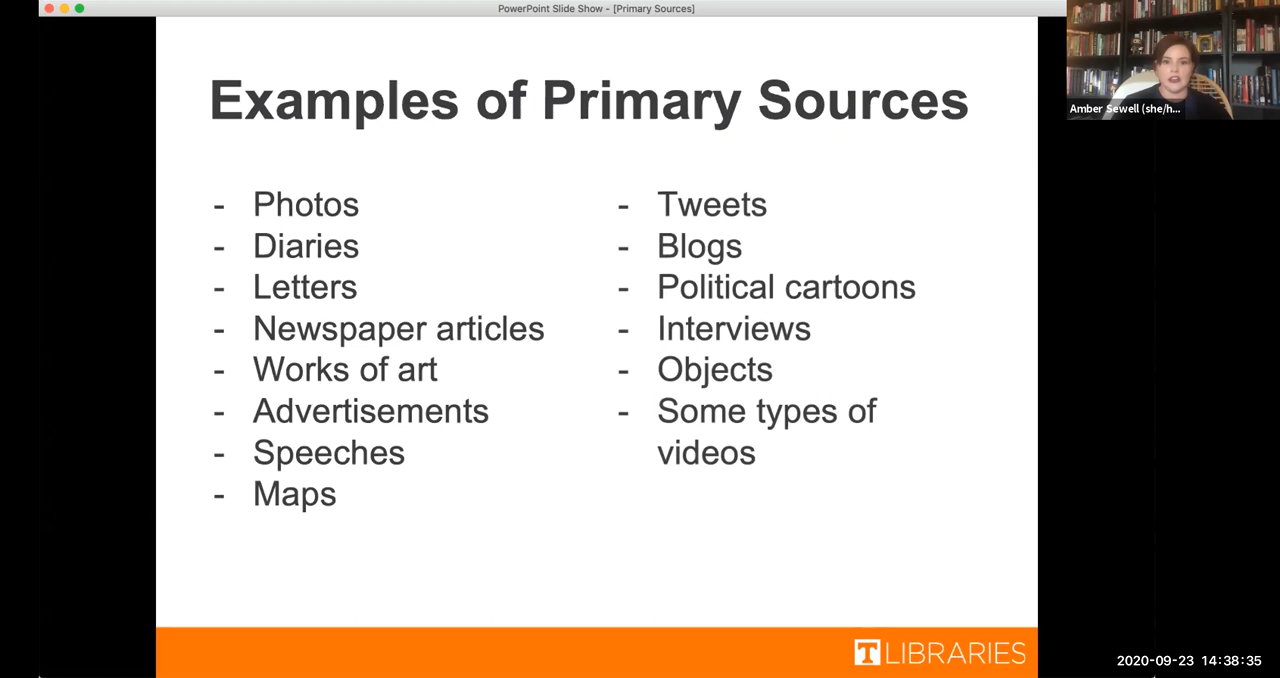 PowerPoint Slide Show - [Primary Sources]
Examples of Primary Sources
- Photos
- Diaries
- Letters
- Newspaper articles
- Works of art
- Advertisements
- Speeches
- Maps
- Tweets
- Blogs
- Political cartoons
- Interviews
- Objects
- Some types of
videos
T LIBRARIES
Amber Sewell (she/h...
2020-09-23 14:38:35